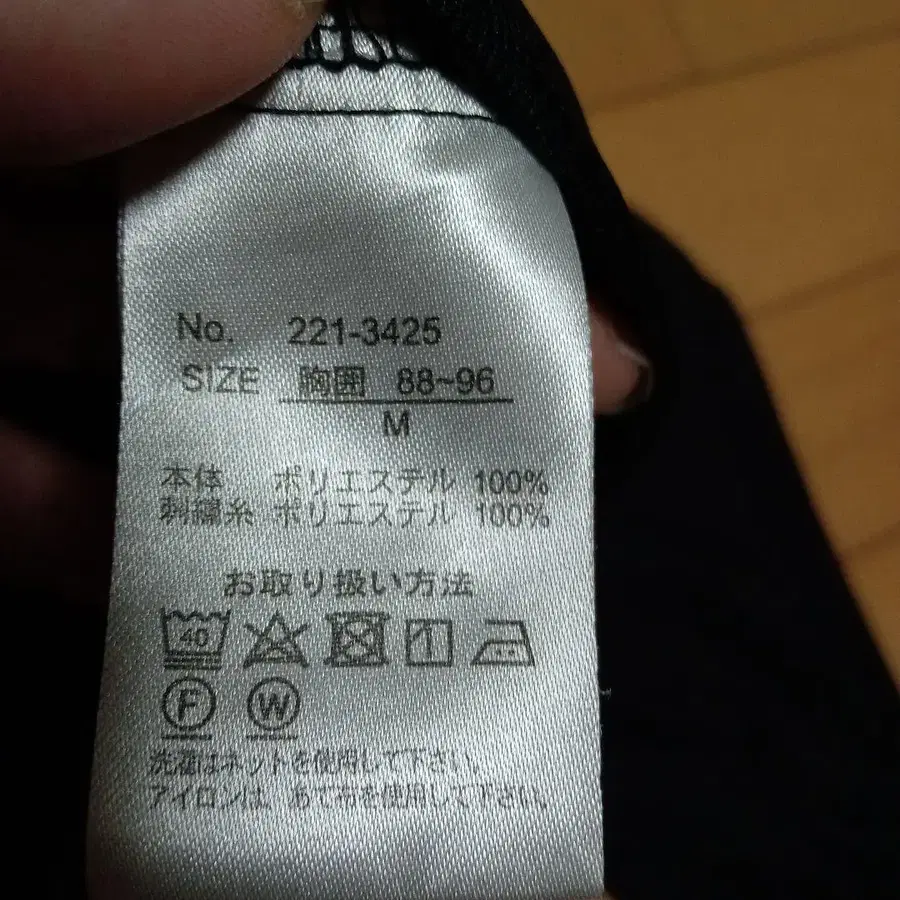 No. 221-3425
SIZE 胸囲 88~96
M
本体 ポリエステル 100%
刺繍糸 ポリエステル 100%
お取り扱い方法
40
F W
洗濯はネットを使用して下さい。
アイロンは、あて布を使用して下さい。